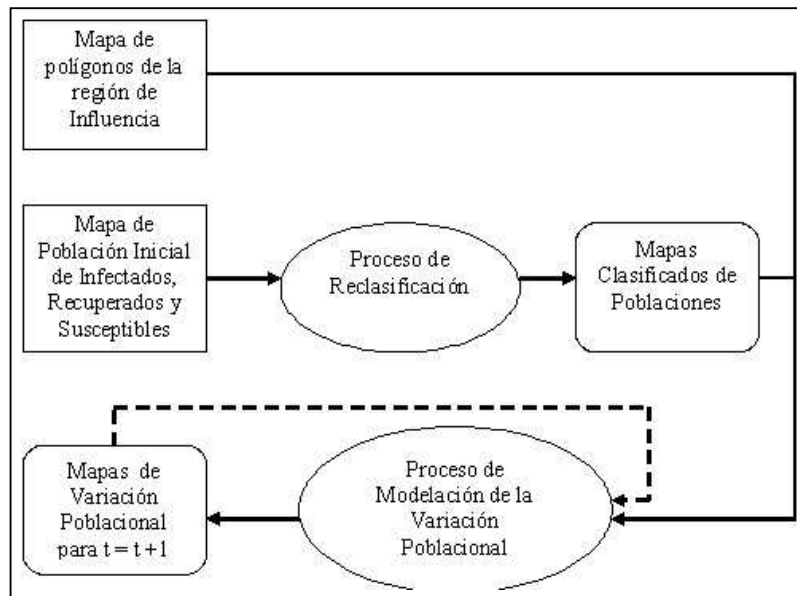 Mapa de
polígonos de la
región de
Influencia
Mapa de
Población Inicial
de Infectados,
Recuperados y
Susceptibles
Proceso de
Reclasificación
Mapas
Clasificados de
Poblaciones
Mapas de
Variación
Poblacional
para t = t +1
Proceso de
Modelación de la
Variación
Poblacional